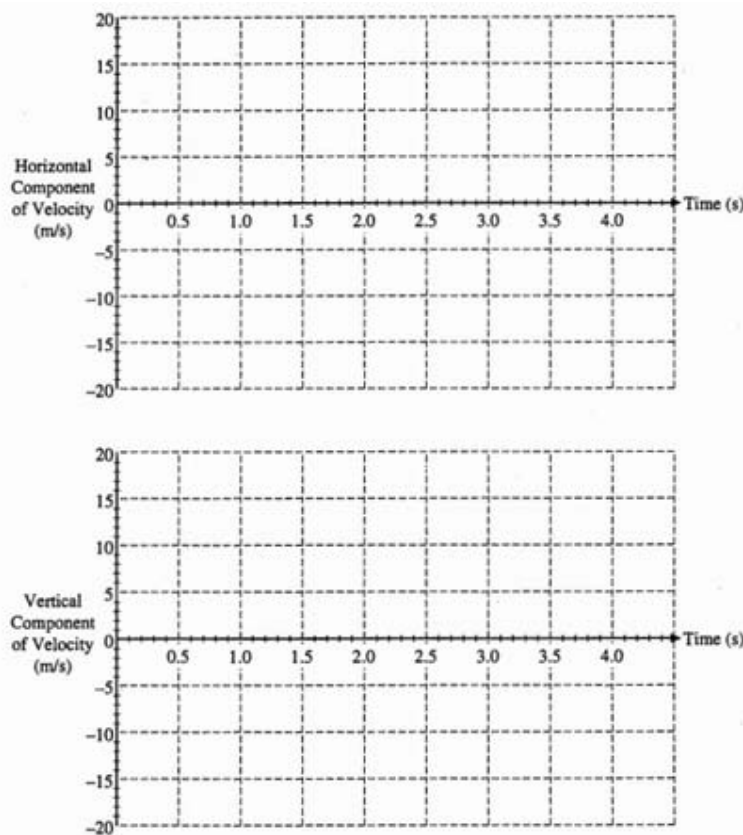 20
15
10
5
Horizontal
Component
of Velocity
(m/s)
0
0.5 1.0 1.5 2.0 2.5 3.0 3.5 4.0
Time (s)
–5
–10
–15
–20
20
15
10
5
Vertical
Component
of Velocity
(m/s)
0
0.5 1.0 1.5 2.0 2.5 3.0 3.5 4.0
Time (s)
–5
–10
–15
–20